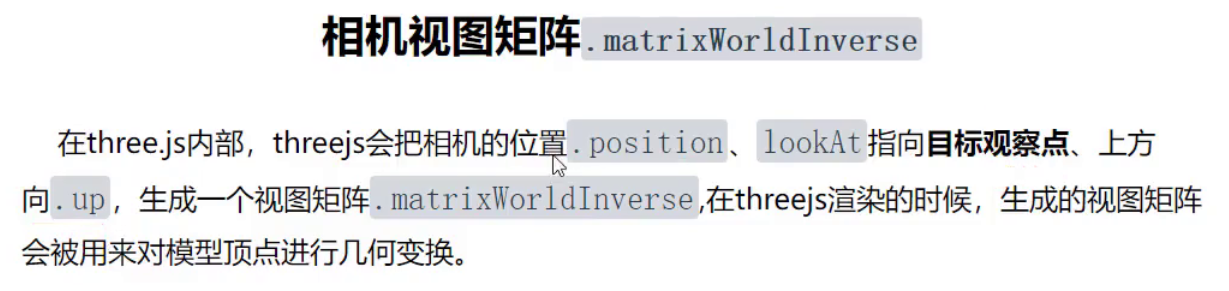 相机视图矩阵.matrixWorldInverse
在three.js内部，threejs会把相机的位置.position、lookAt指向目标观察点、上方
向.up，生成一个视图矩阵.matrixWorldInverse,在threejs渲染的时候，生成的视图矩阵
会被用来对模型顶点进行几何变换。